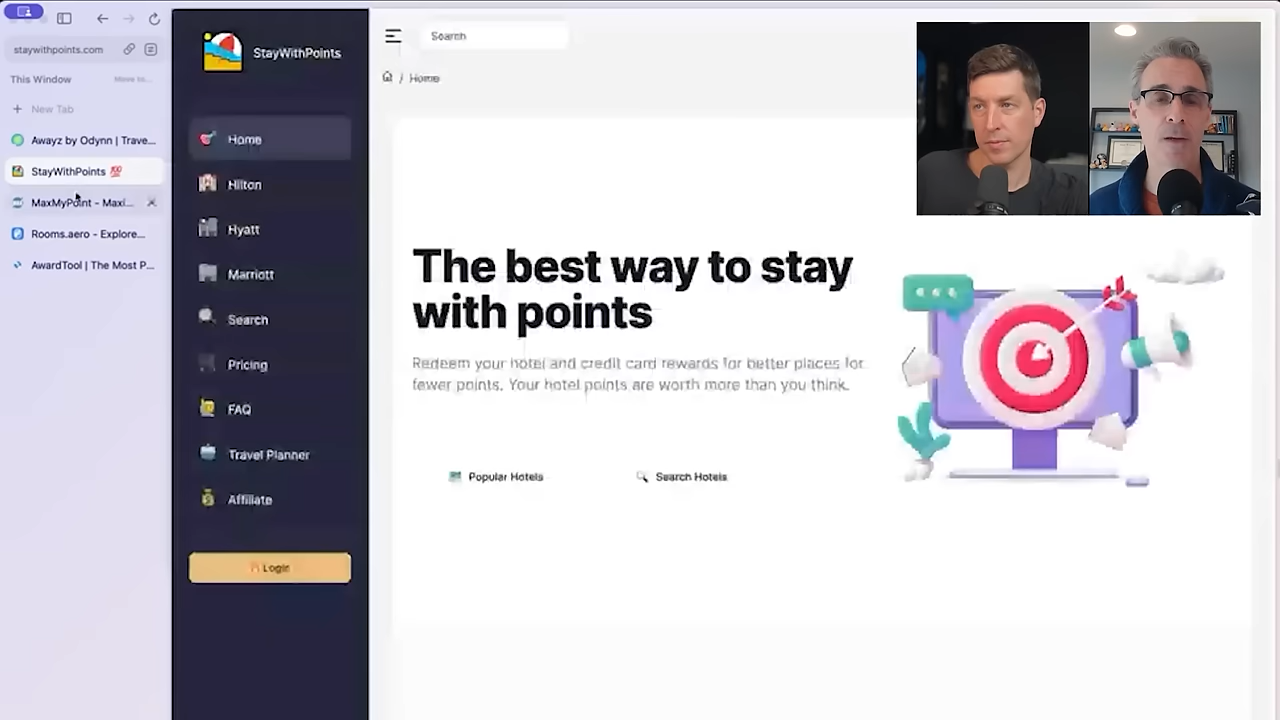 staywithpoints.com
This Window
Move to...
New Tab
Awayz by Odynn | Trave...
StayWithPoints 💯
MaxMyPoint - Maxi...
Rooms.aero - Explore...
AwardTool | The Most P...
StayWithPoints
Home
Hilton
Hyatt
Marriott
Search
Pricing
FAQ
Travel Planner
Affiliate
Login
Search
/ Home
The best way to stay
with points
Redeem your hotel and credit card rewards for better places for
fewer points. Your hotel points are worth more than you think.
Popular Hotels
Search Hotels